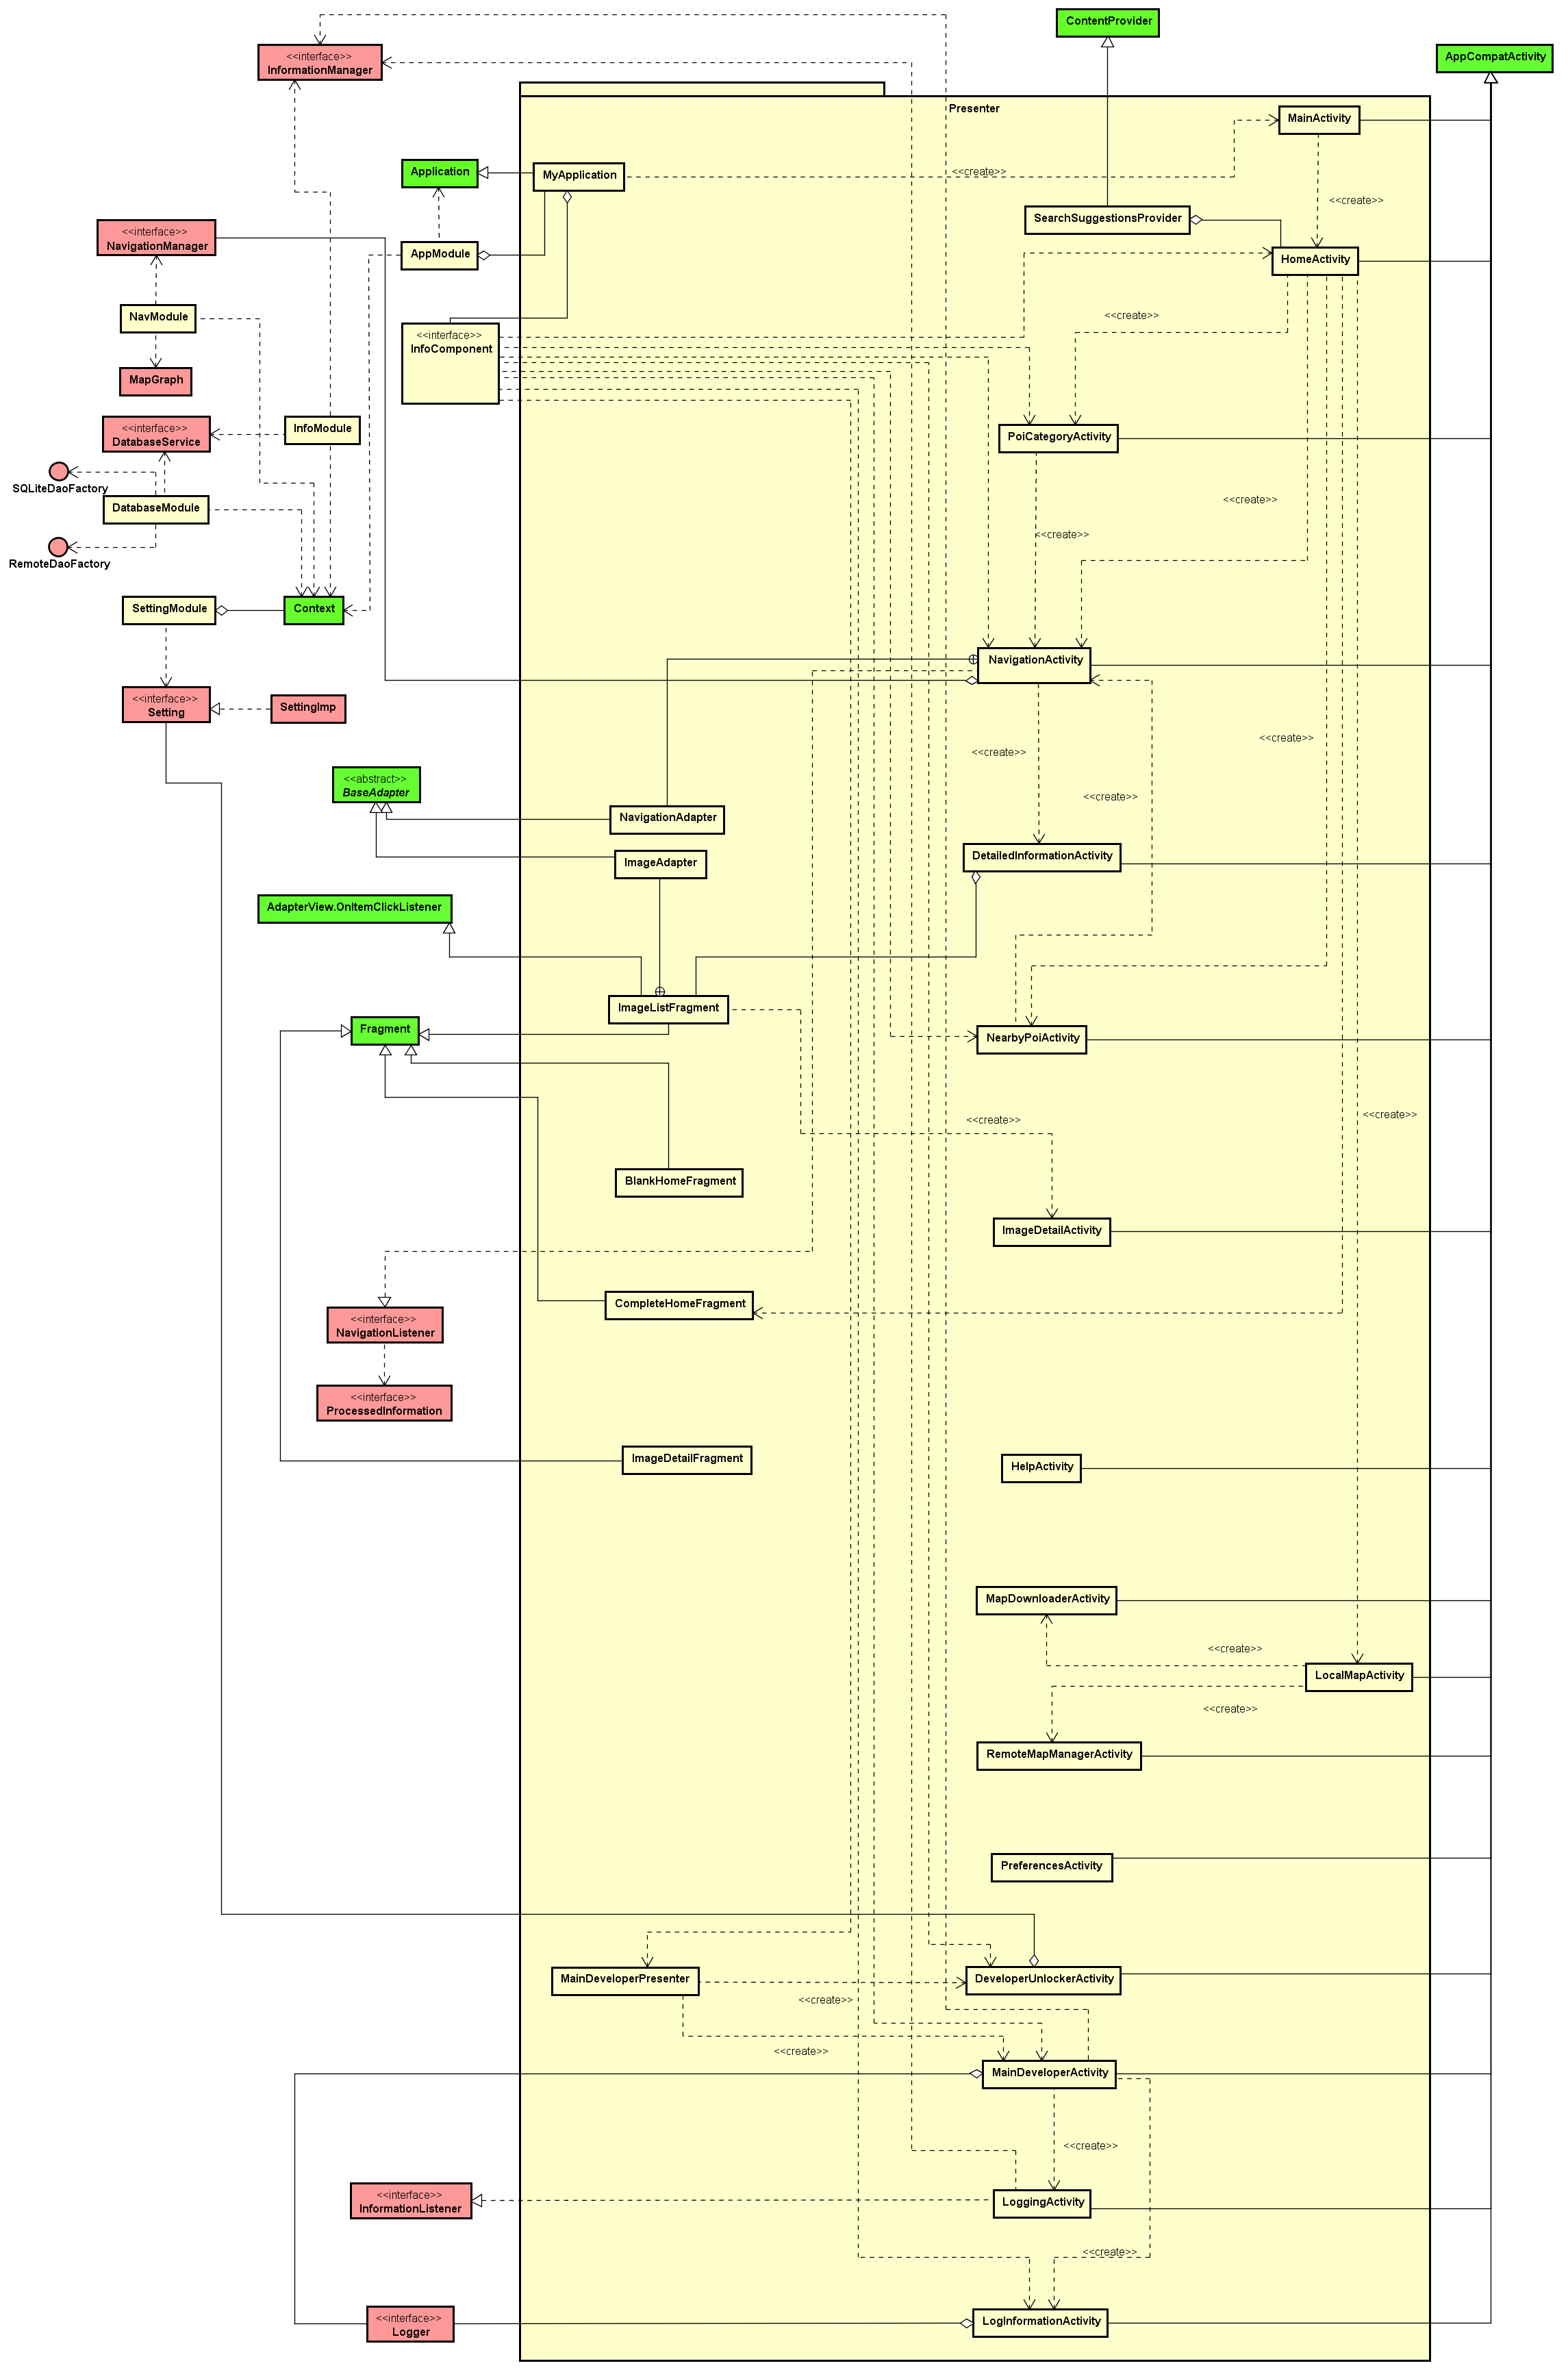 ContentProvider
AppCompatActivity
<<interface>>
InformationManager
Presenter
MainActivity
Application
MyApplication
<<create>>
<<create>>
SearchSuggestionsProvider
<<interface>>
NavigationManager
AppModule
HomeActivity
NavModule
<<create>>
<<interface>>
InfoComponent
MapGraph
<<interface>>
DatabaseService
InfoModule
PoiCategoryActivity
SQLiteDaoFactory
<<create>>
DatabaseModule
<<create>>
RemoteDaoFactory
SettingModule
Context
NavigationActivity
<<interface>>
Setting
SettingImp
<<create>>
<<create>>
<<abstract>>
BaseAdapter
<<create>>
NavigationAdapter
ImageAdapter
DetailedInformationActivity
AdapterView.OnItemClickListener
ImageListFragment
Fragment
NearbyPoiActivity
<<create>>
<<create>>
BlankHomeFragment
ImageDetailActivity
CompleteHomeFragment
<<interface>>
NavigationListener
<<interface>>
ProcessedInformation
ImageDetailFragment
HelpActivity
MapDownloaderActivity
<<create>>
LocalMapActivity
<<create>>
RemoteMapManagerActivity
PreferencesActivity
MainDeveloperPresenter
DeveloperUnlockerActivity
<<create>>
<<create>>
MainDeveloperActivity
<<create>>
<<interface>>
InformationListener
LoggingActivity
<<create>>
<<interface>>
Logger
LogInformationActivity